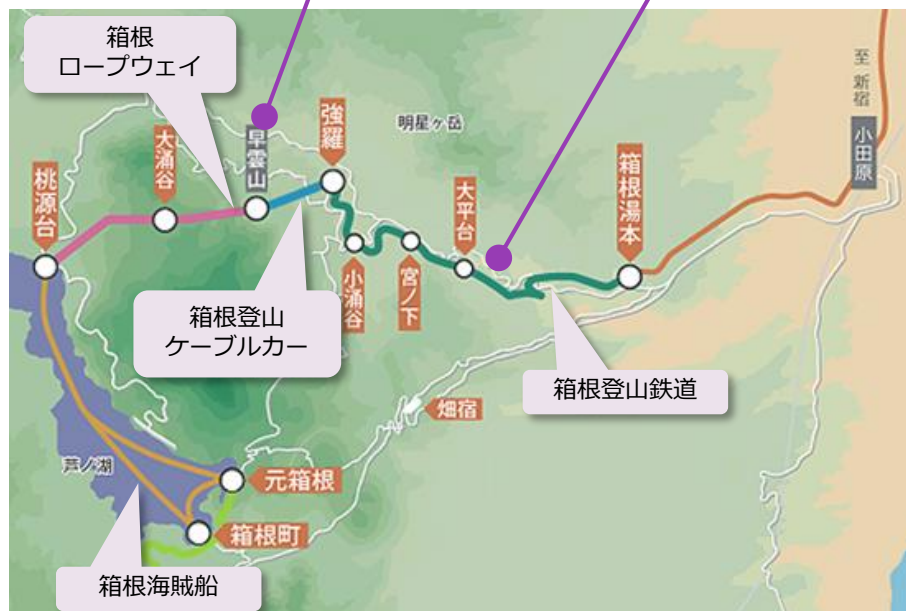 箱根
ロープウェイ
至 新宿
小田原
明星ヶ岳
強羅
早雲山
大涌谷
桃源台
箱根湯本
大平台
宮ノ下
小涌谷
箱根登山
ケーブルカー
箱根登山鉄道
畑宿
芦ノ湖
元箱根
箱根町
箱根海賊船